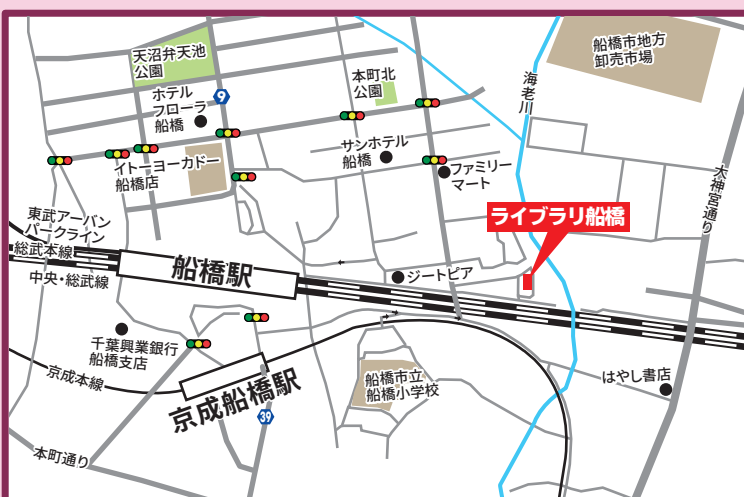 天沼弁天池
公園
ホテル
フローラ
船橋
9
本町北
公園
船橋市地方
卸売市場
海老川
サンホテル
船橋
ファミリー
マート
イトーヨーカドー
船橋店
大神宮通り
東武アーバン
パークライン
総武本線
中央・総武線
船橋駅
ライブラリ船橋
ジートピア
千葉興業銀行
船橋支店
京成本線
京成船橋駅
39
船橋市立
船橋小学校
はやし書店
本町通り